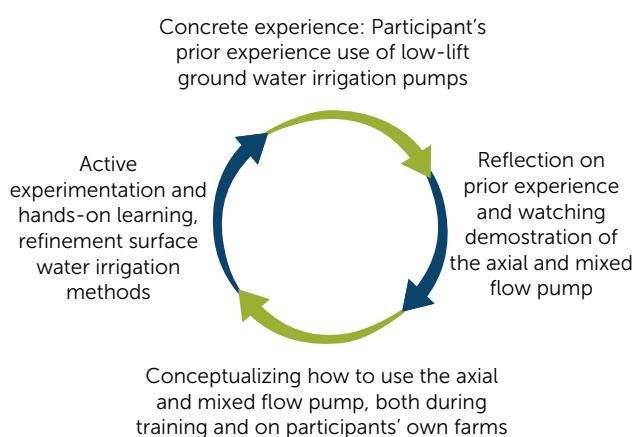 Concrete experience: Participant's
prior experience use of low-lift
ground water irrigation pumps
Reflection on
prior experience
and watching
demostration of
the axial and mixed
flow pump
Conceptualizing how to use the axial
and mixed flow pump, both during
training and on participants' own farms
Active
experimentation and
hands-on learning,
refinement surface
water irrigation
methods